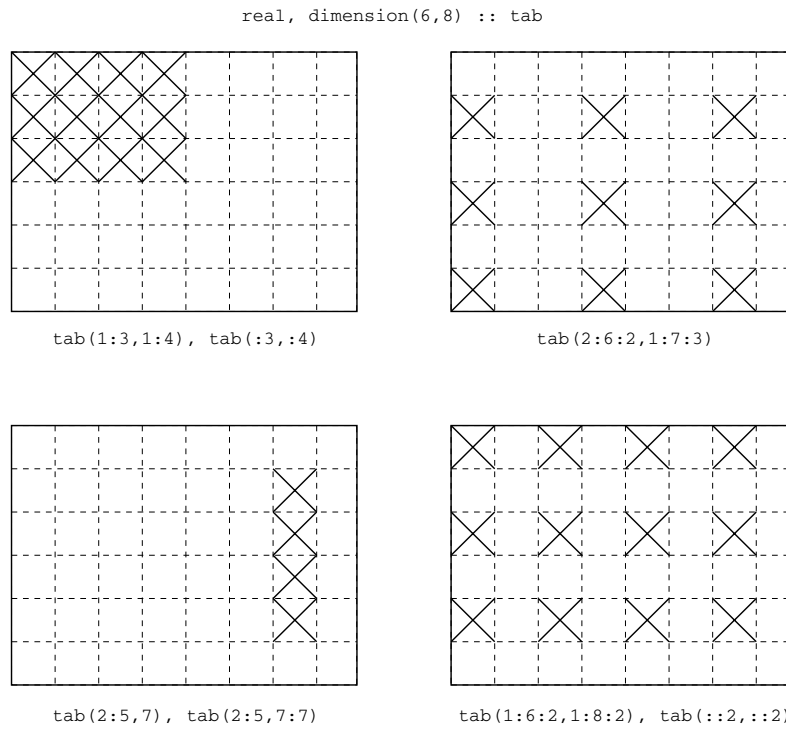 real, dimension(6,8) :: tab
tab(1:3,1:4), tab(:3,:4)
tab(2:6:2,1:7:3)
tab(2:5,7), tab(2:5,7:7)
tab(1:6:2,1:8:2), tab(::2,::2)